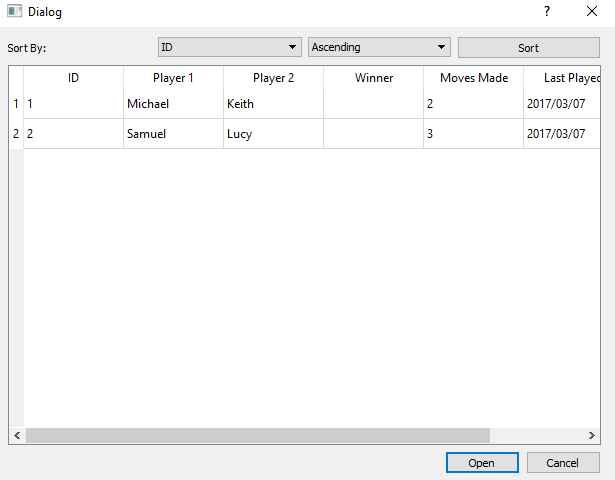 Dialog
?
Sort By: ID Ascending Sort
ID Player 1 Player 2 Winner Moves Made Last Played
1 1 Michael Keith 2 2017/03/07
2 2 Samuel Lucy 3 2017/03/07
Open Cancel